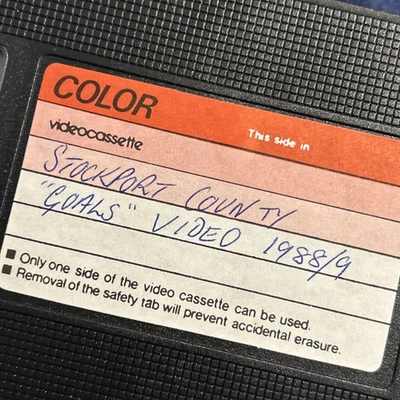 COLOR
videocassette This side in
STOCKPORT COUNTY
"GOALS" VIDEO 1988/9
■ Only one side of the video cassette can be used.
■ Removal of the safety tab will prevent accidental erasure.